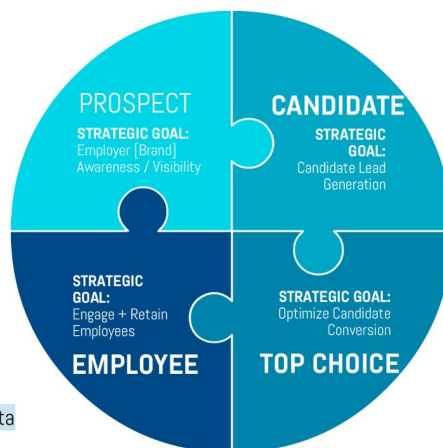 PROSPECT
STRATEGIC GOAL:
Employer [Brand]
Awareness / Visibility
CANDIDATE
STRATEGIC
GOAL:
Candidate Lead
Generation
STRATEGIC
GOAL:
Engage + Retain
Employees
EMPLOYEE
STRATEGIC GOAL:
Optimize Candidate
Conversion
TOP CHOICE
ta